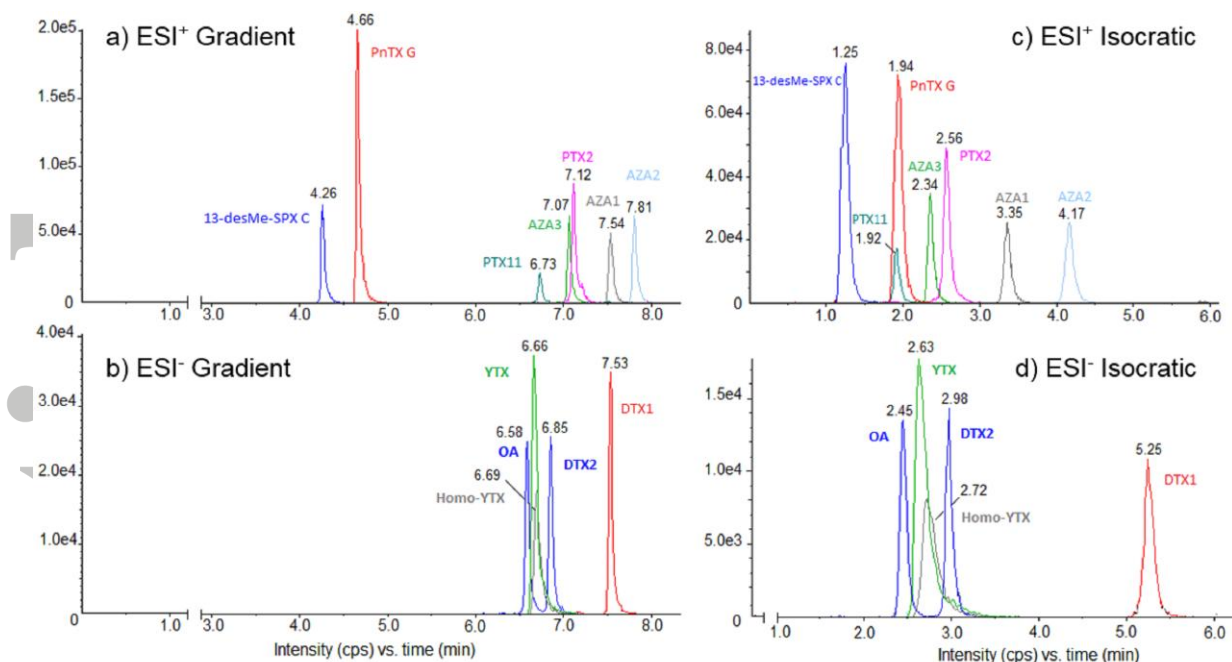 a) ESI⁺ Gradient
2.0e5
1.5e5
1.0e5
5.0e4
0
4.66
PnTX G
4.26
13-desMe-SPX C
PTX11
6.73
AZA3
7.07
PTX2
7.12
AZA1
7.54
AZA2
7.81
1.0 3.0 4.0 5.0 6.0 7.0 8.0
c) ESI⁺ Isocratic
8.0e4
6.0e4
4.0e4
2.0e4
0
1.25
13-desMe-SPX C
1.94
PnTX G
PTX11
1.92
AZA3
2.34
2.56
PTX2
AZA1
3.35
AZA2
4.17
1.0 2.0 3.0 4.0 5.0 6.0
b) ESI⁻ Gradient
4.0e4
3.0e4
2.0e4
1.0e4
0
6.66
YTX
6.58
OA
6.69
Homo-YTX
6.85
DTX2
7.53
DTX1
1.0 3.0 4.0 5.0 6.0 7.0 8.0
Intensity (cps) vs. time (min)
d) ESI⁻ Isocratic
1.5e4
1.0e4
5.0e3
0
2.63
YTX
2.45
OA
2.98
DTX2
2.72
Homo-YTX
5.25
DTX1
1.0 2.0 3.0 4.0 5.0 6.0
Intensity (cps) vs. time (min)